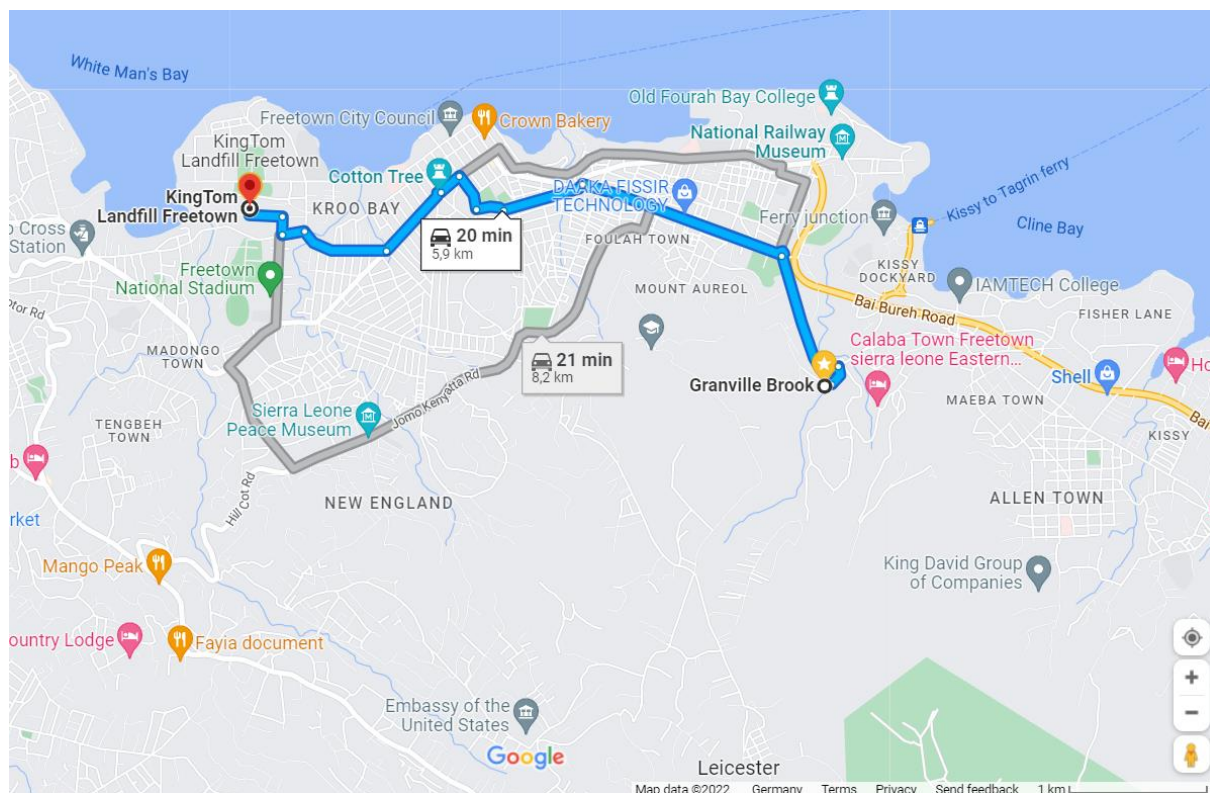 White Man's Bay
Old Fourah Bay College
Freetown City Council
Crown Bakery
National Railway
Museum
KingTom
Landfill Freetown
Cotton Tree
KingTom
Landfill Freetown
KROO BAY
DARKA FISSIR
TECHNOLOGY
Kissy to Tagrin ferry
Ferry junction
Cline Bay
o Cross
Station
20 min
5,9 km
FOULAH TOWN
KISSY
DOCKYARD
Freetown
National Stadium
MOUNT AUREOL
IAMTECH College
Bai Bureh Road
FISHER LANE
otor Rd
MADONGO
TOWN
21 min
8,2 km
Calaba Town Freetown
sierra leone Eastern...
Granville Brook
Shell
Ho
MAEBA TOWN
Jomo Kenyatta Rd
Sierra Leone
Peace Museum
TENGBEH
TOWN
Bai
KISSY
b
Hill Cot Rd
NEW ENGLAND
ALLEN TOWN
rket
Mango Peak
King David Group
of Companies
ountry Lodge
Fayia document
Embassy of the
United States
Google
Leicester
Map data ©2022 Germany Terms Privacy Send feedback 1 km